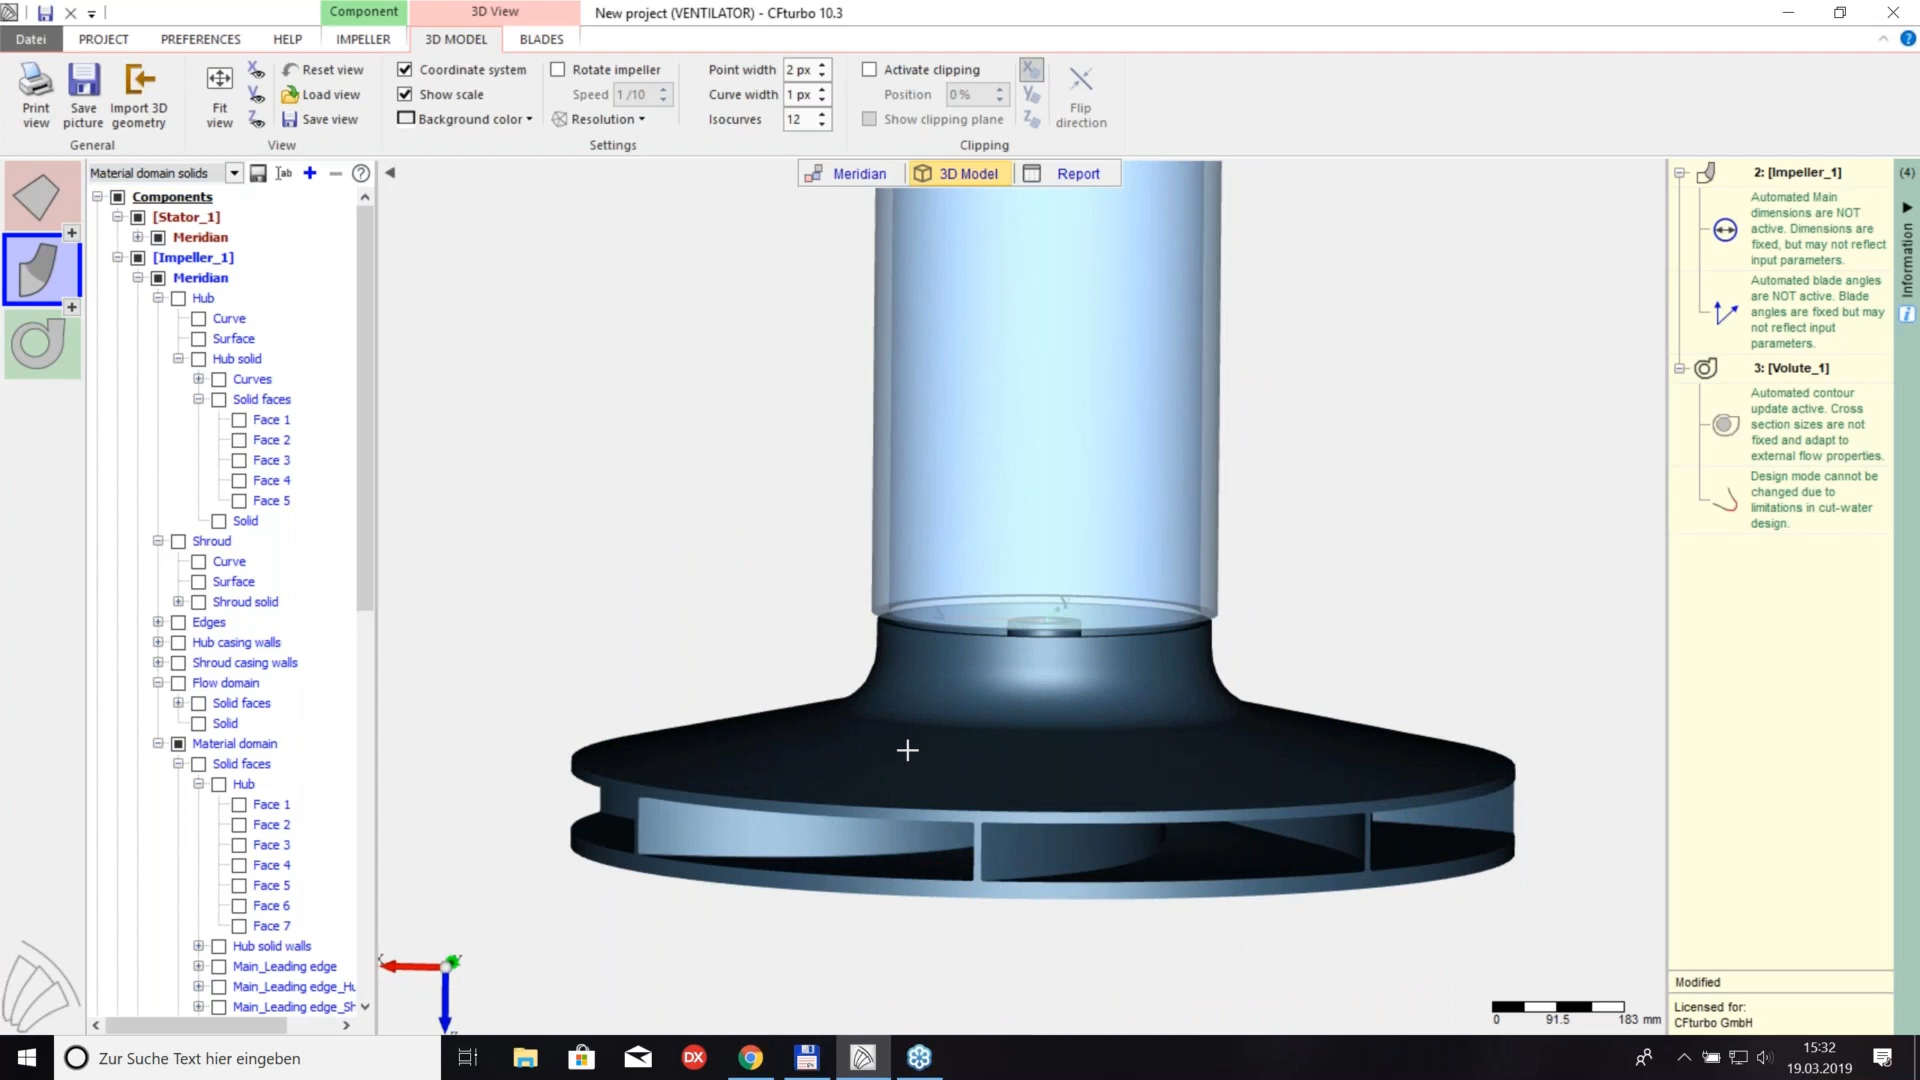 Component
3D View
New project (VENTILATOR) - CFturbo 10.3
Datei
PROJECT
PREFERENCES
HELP
IMPELLER
3D MODEL
BLADES
Print view
Save picture
Import 3D geometry
General
Fit view
Reset view
Load view
Save view
View
Coordinate system
Show scale
Background color
Rotate impeller
Speed 1 /10
Resolution
Settings
Point width 2 px
Curve width 1 px
Isocurves 12
Activate clipping
Position 0 %
Show clipping plane
Flip direction
Clipping
Material domain solids
Meridian
3D Model
Report
Components
[Stator_1]
Meridian
[Impeller_1]
Meridian
Hub
Curve
Surface
Hub solid
Curves
Solid faces
Face 1
Face 2
Face 3
Face 4
Face 5
Solid
Shroud
Curve
Surface
Shroud solid
Edges
Hub casing walls
Shroud casing walls
Flow domain
Solid faces
Solid
Material domain
Solid faces
Hub
Face 1
Face 2
Face 3
Face 4
Face 5
Face 6
Face 7
Hub solid walls
Main_Leading edge
Main_Leading edge_Hu
Main_Leading edge_Sh
2: [Impeller_1]
Automated Main
dimensions are NOT
active. Dimensions are
fixed, but may not reflect
input parameters.
Automated blade angles
are NOT active. Blade
angles are fixed but may
not reflect input
parameters.
3: [Volute_1]
Automated contour
update active. Cross
section sizes are not
fixed and adapt to
external flow properties.
Design mode cannot be
changed due to
limitations in cut-water
design.
(4)
Information
0 91.5 183 mm
Modified
Licensed for:
CFturbo GmbH
Zur Suche Text hier eingeben
DX
15:32
19.03.2019